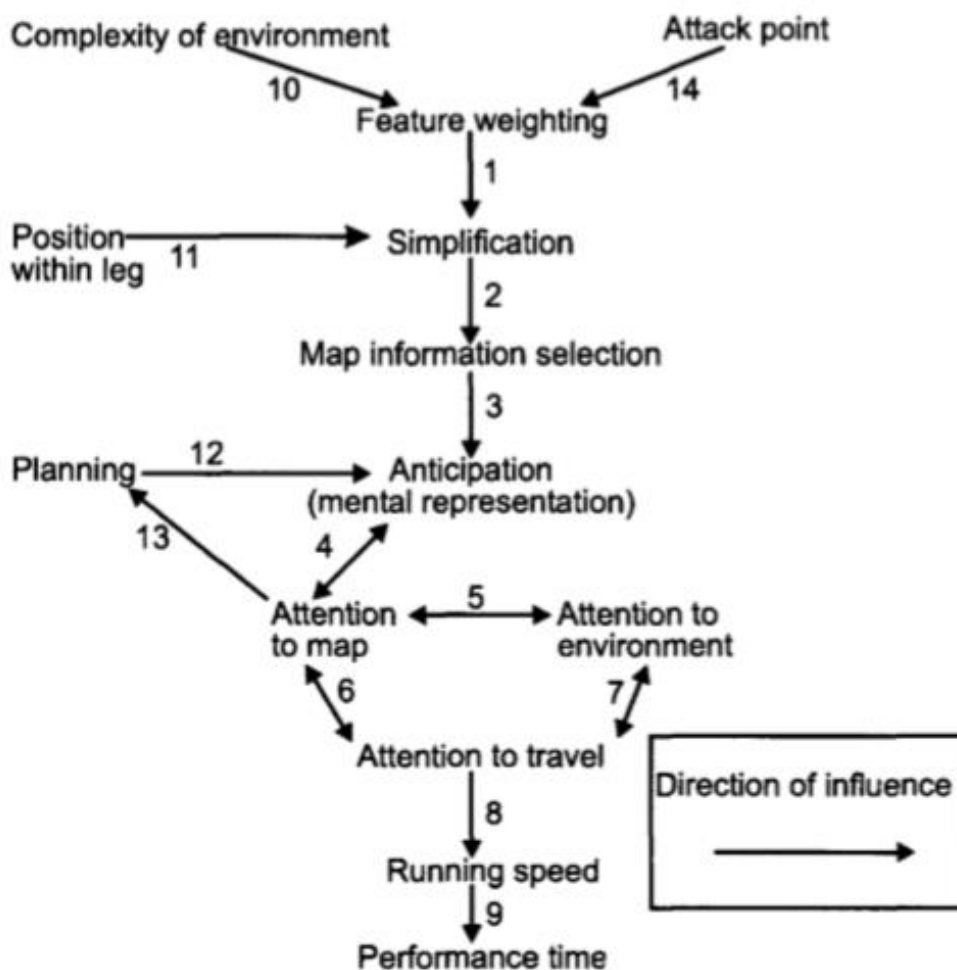 Complexity of environment
Attack point
10
14
Feature weighting
1
Position
within leg
11
Simplification
2
Map information selection
3
Planning
12
Anticipation
(mental representation)
13
4
Attention
to map
5
Attention to
environment
6
7
Attention to travel
Direction of influence
8
Running speed
9
Performance time